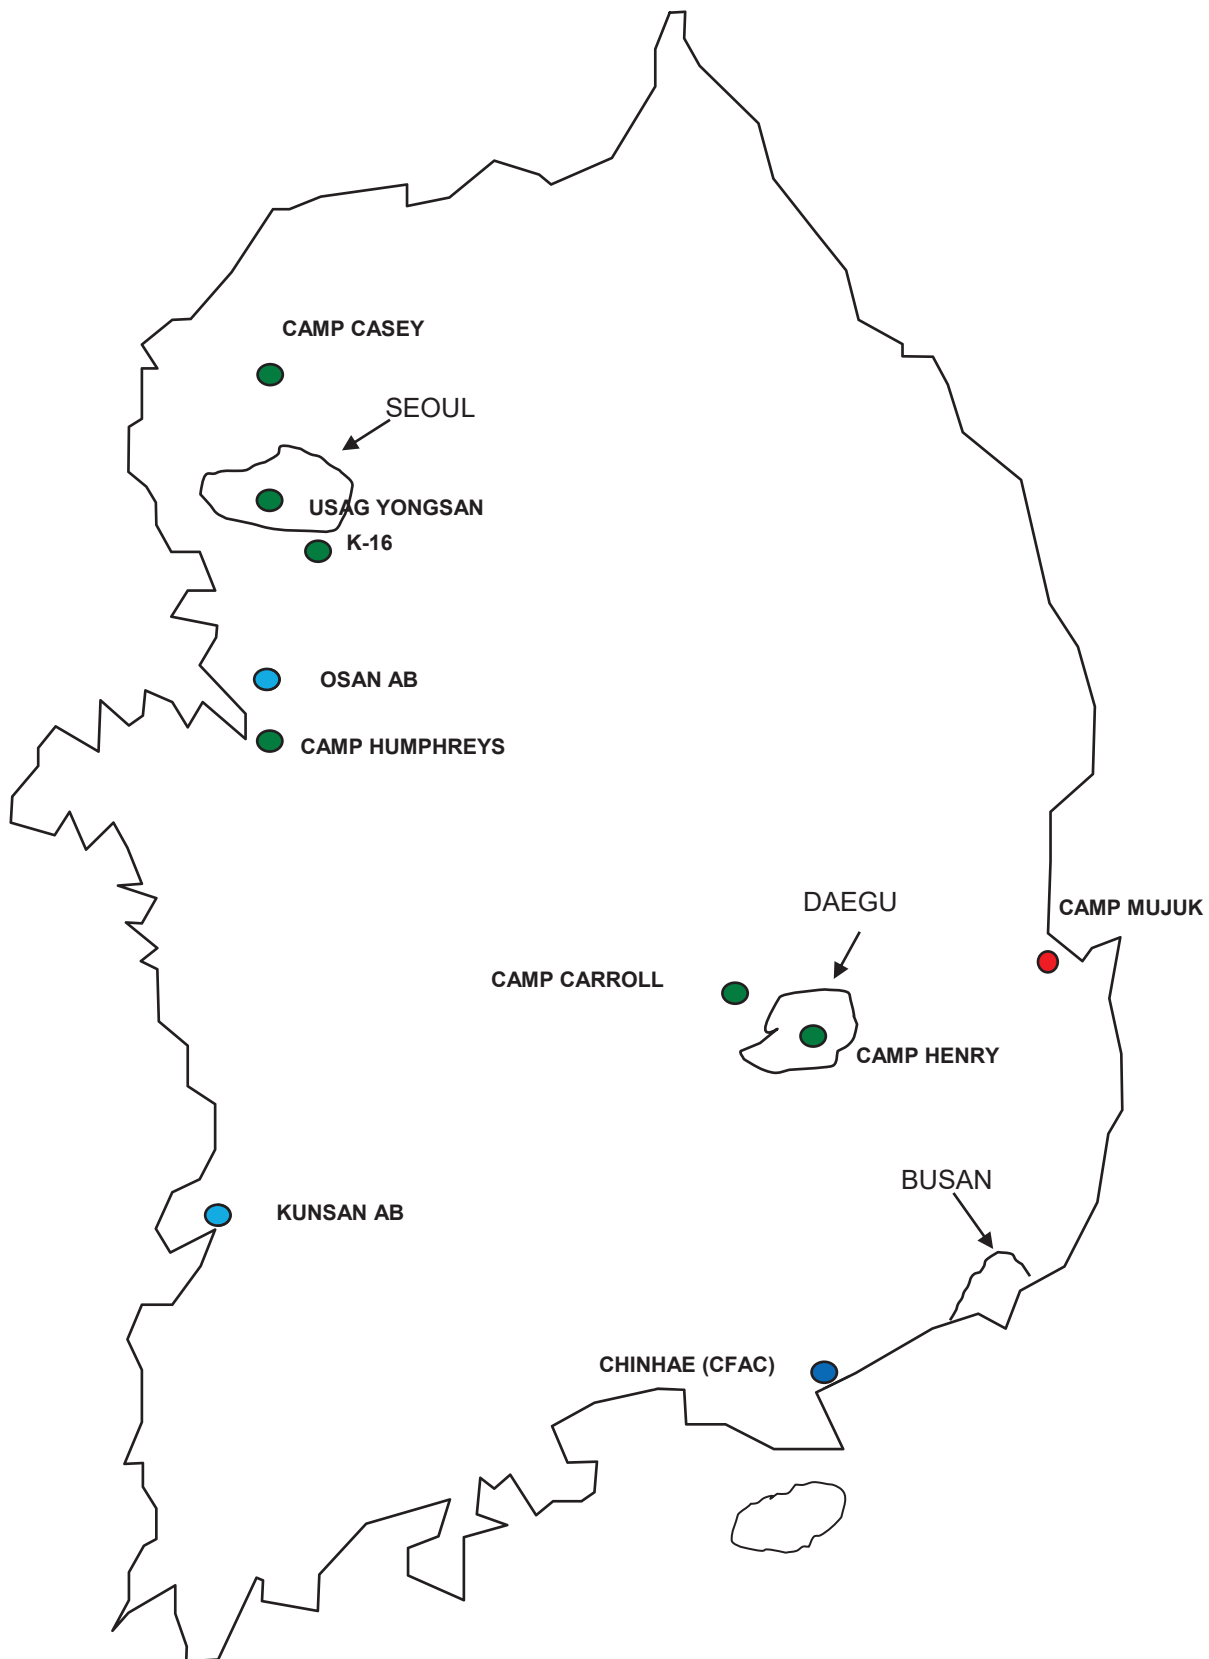 CAMP CASEY
SEOUL
USAG YONGSAN
K-16
OSAN AB
CAMP HUMPHREYS
DAEGU
CAMP MUJUK
CAMP CARROLL
CAMP HENRY
BUSAN
KUNSAN AB
CHINHAE (CFAC)